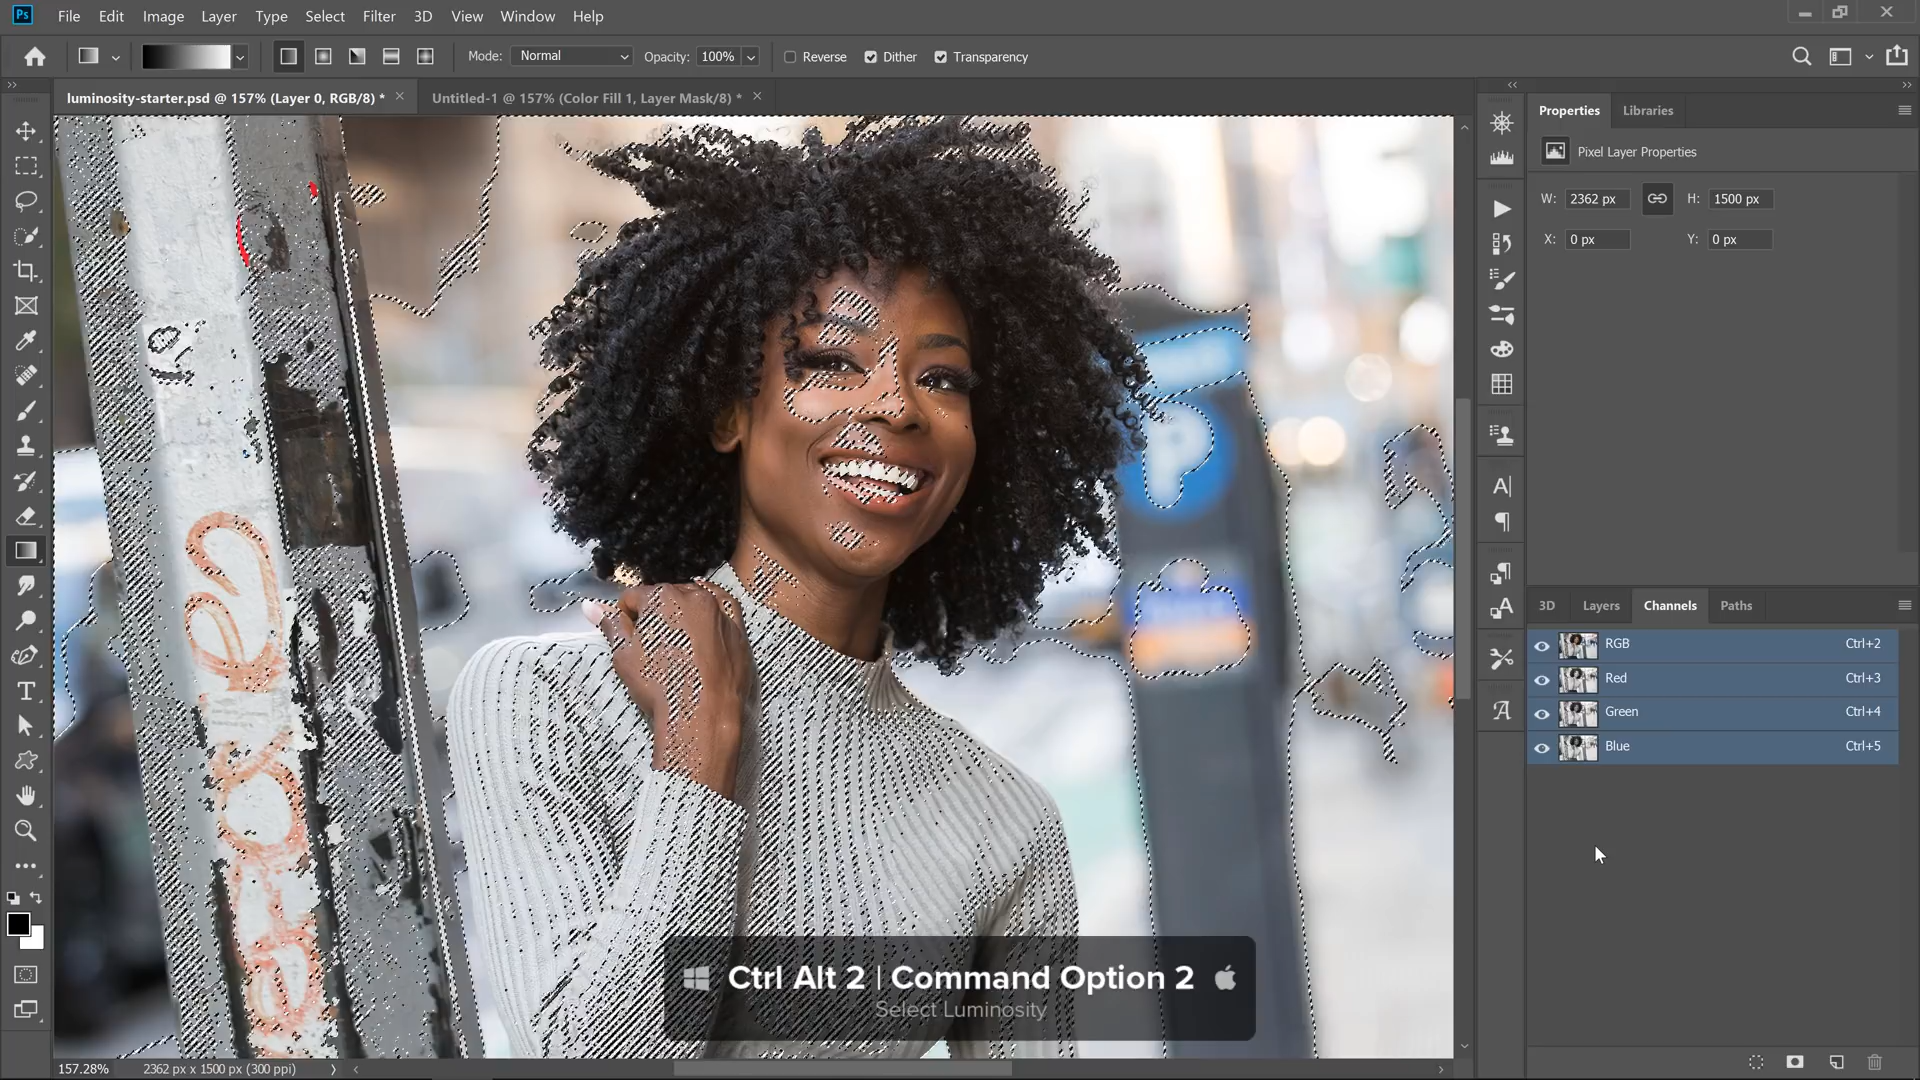 Ps File Edit Image Layer Type Select Filter 3D View Window Help
Mode: Normal Opacity: 100% Reverse Dither Transparency
luminosity-starter.psd @ 157% (Layer 0, RGB/8) * × Untitled-1 @ 157% (Color Fill 1, Layer Mask/8) * ×
Properties Libraries
Pixel Layer Properties
W: 2362 px H: 1500 px
X: 0 px Y: 0 px
P
3D Layers Channels Paths
RGB Ctrl+2
Red Ctrl+3
Green Ctrl+4
Blue Ctrl+5
Ctrl Alt 2 | Command Option 2
Select Luminosity
157.28% 2362 px x 1500 px (300 ppi)